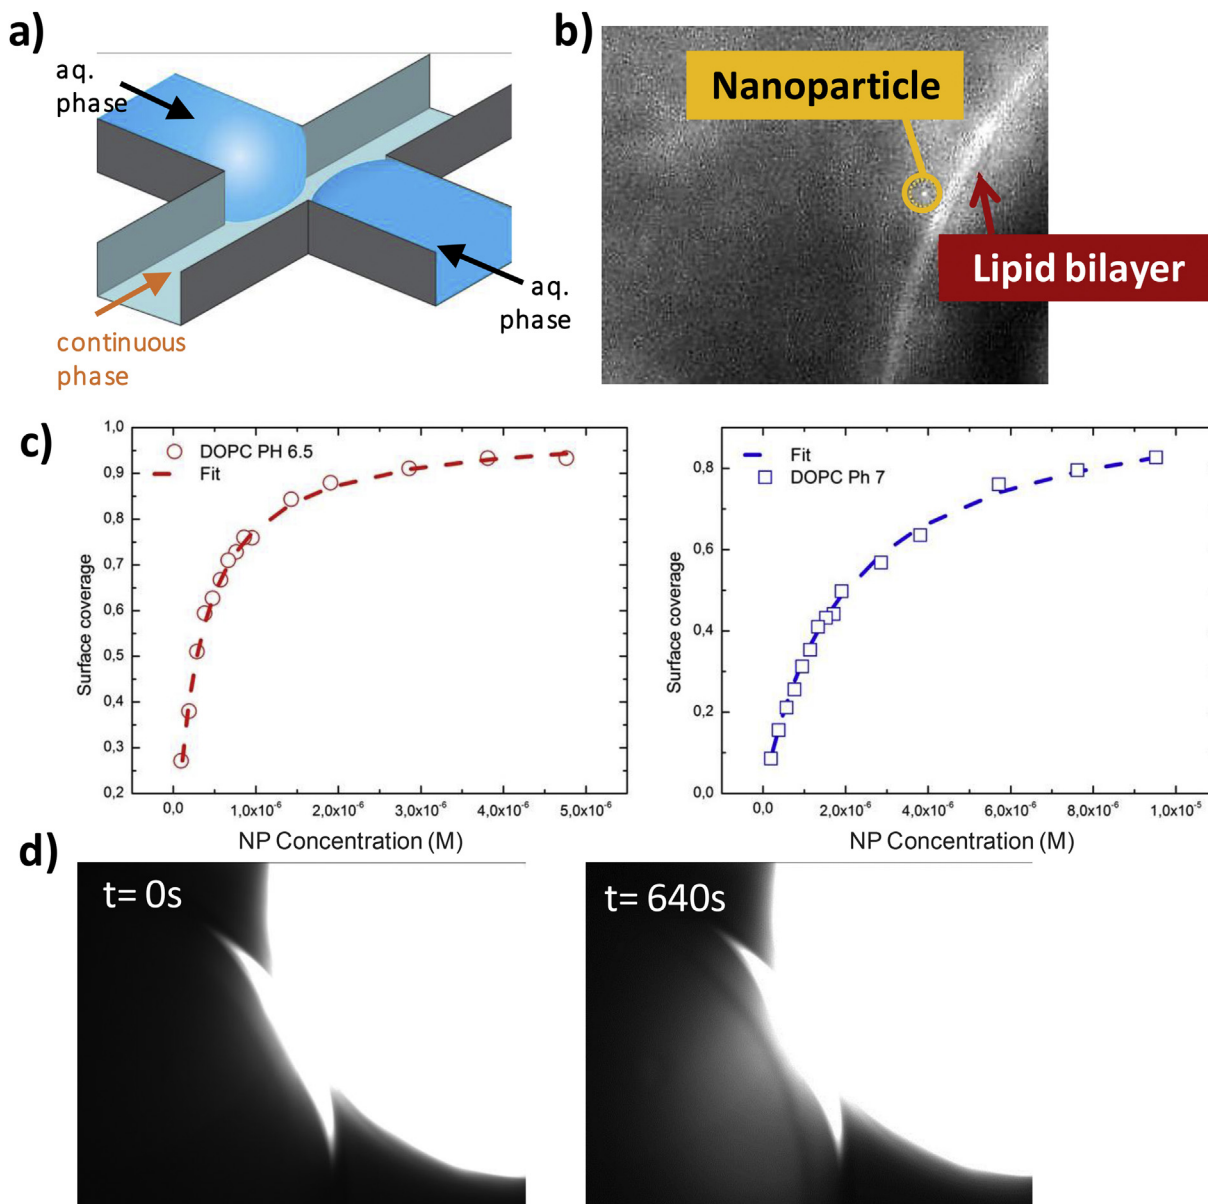 a)
aq.
phase
aq.
phase
continuous
phase
b)
Nanoparticle
Lipid bilayer
c)
1,0
0,9
0,8
0,7
0,6
0,5
0,4
0,3
0,2
Surface coverage
DOPC PH 6.5
Fit
0,0 1,0x10⁻⁶ 2,0x10⁻⁶ 3,0x10⁻⁶ 4,0x10⁻⁶ 5,0x10⁻⁶
NP Concentration (M)
0,8
0,6
0,4
0,2
0,0
Surface coverage
Fit
DOPC Ph 7
0,0 2,0x10⁻⁶ 4,0x10⁻⁶ 6,0x10⁻⁶ 8,0x10⁻⁶ 1,0x10⁻⁵
NP Concentration (M)
d)
t= 0s
t= 640s